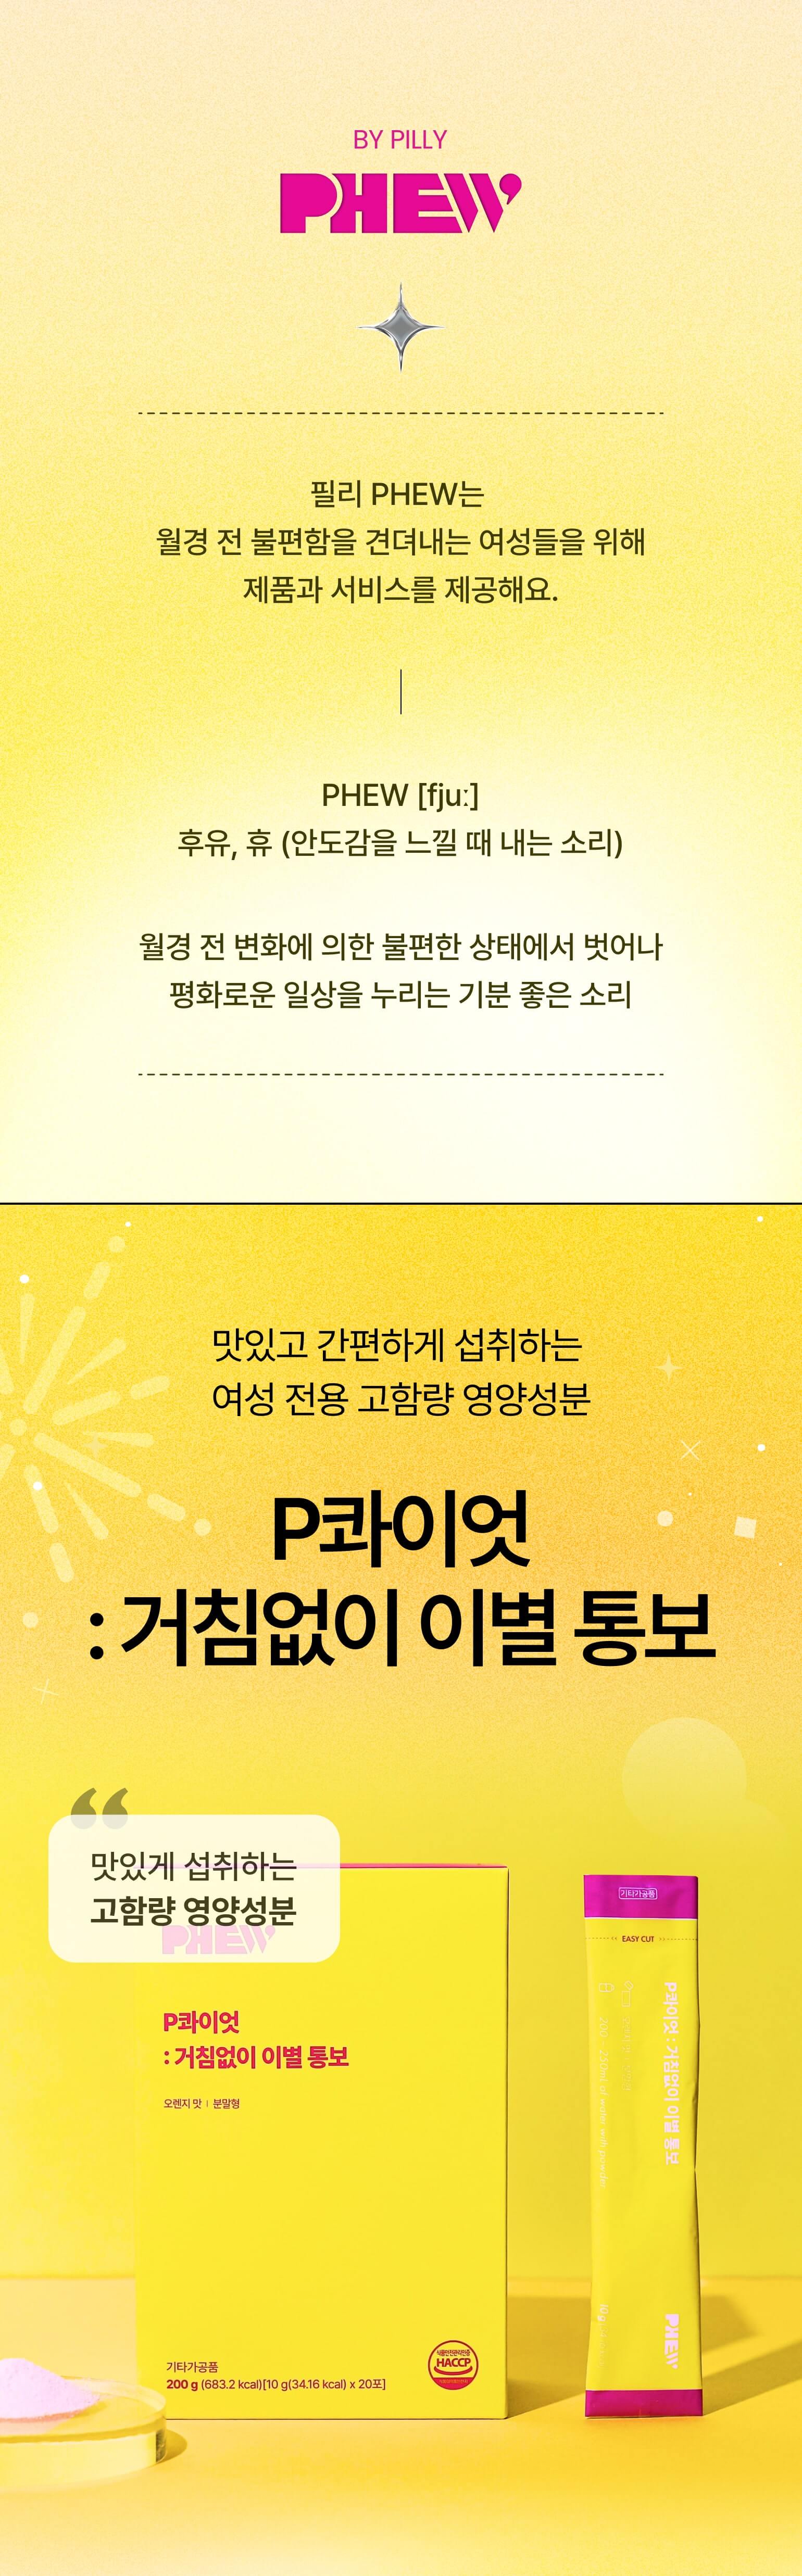 BY PILLY
PHEW
필리 PHEW는
월경 전 불편함을 견뎌내는 여성들을 위해
제품과 서비스를 제공해요.
PHEW [fjuː]
후유, 휴 (안도감을 느낄 때 내는 소리)
월경 전 변화에 의한 불편한 상태에서 벗어나
평화로운 일상을 누리는 기분 좋은 소리
맛있고 간편하게 섭취하는
여성 전용 고함량 영양성분
P콰이엇
: 거침없이 이별 통보
“
맛있게 섭취하는
고함량 영양성분
PHEW
P콰이엇
: 거침없이 이별 통보
오렌지 맛 | 분말형
기타가공품
200 g (683.2 kcal)[10 g(34.16 kcal) x 20포]
HACCP
기타가공품
EASY CUT
P콰이엇 : 거침없이 이별 통보
250ml of water with powder
10g
PHEW